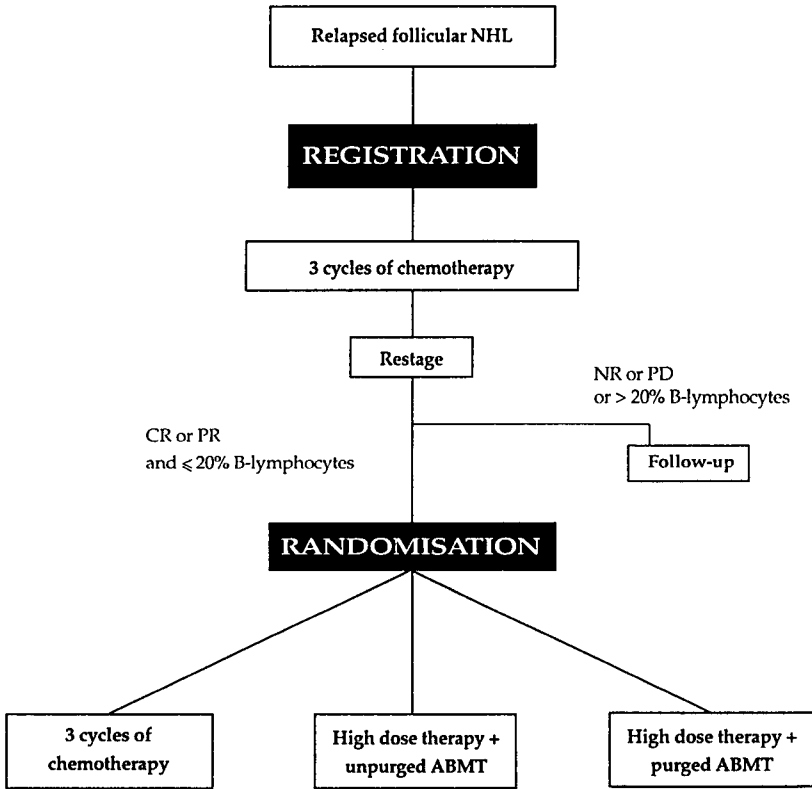 Relapsed follicular NHL
REGISTRATION
3 cycles of chemotherapy
Restage
NR or PD
or > 20% B-lymphocytes
CR or PR
and ⩽ 20% B-lymphocytes
Follow-up
RANDOMISATION
3 cycles of
chemotherapy
High dose therapy +
unpurged ABMT
High dose therapy +
purged ABMT